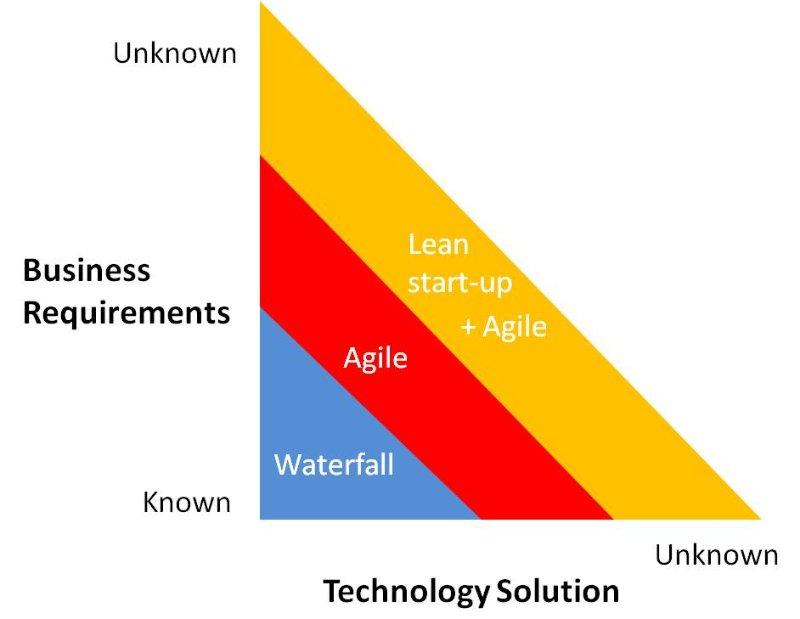 Unknown
Lean
start-up
+ Agile
Business
Requirements
Agile
Waterfall
Known
Unknown
Technology Solution